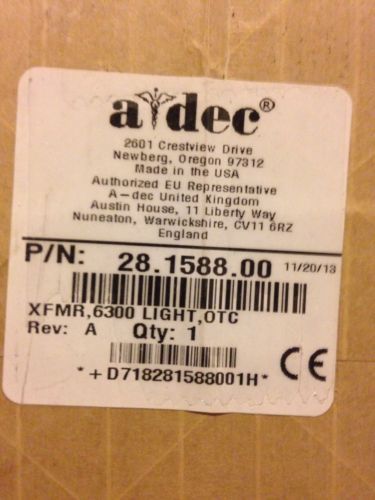 a dec®
2601 Crestview Drive
Newberg, Oregon 97312
Made in the USA
Authorized EU Representative
A-dec United Kingdom
Austin House, 11 Liberty Way
Nuneaton, Warwickshire, CV11 6RZ
England
P/N: 28.1588.00 11/20/13
XFMR,6300 LIGHT,OTC
Rev: A Qty: 1
CE
*+D718281588001H*